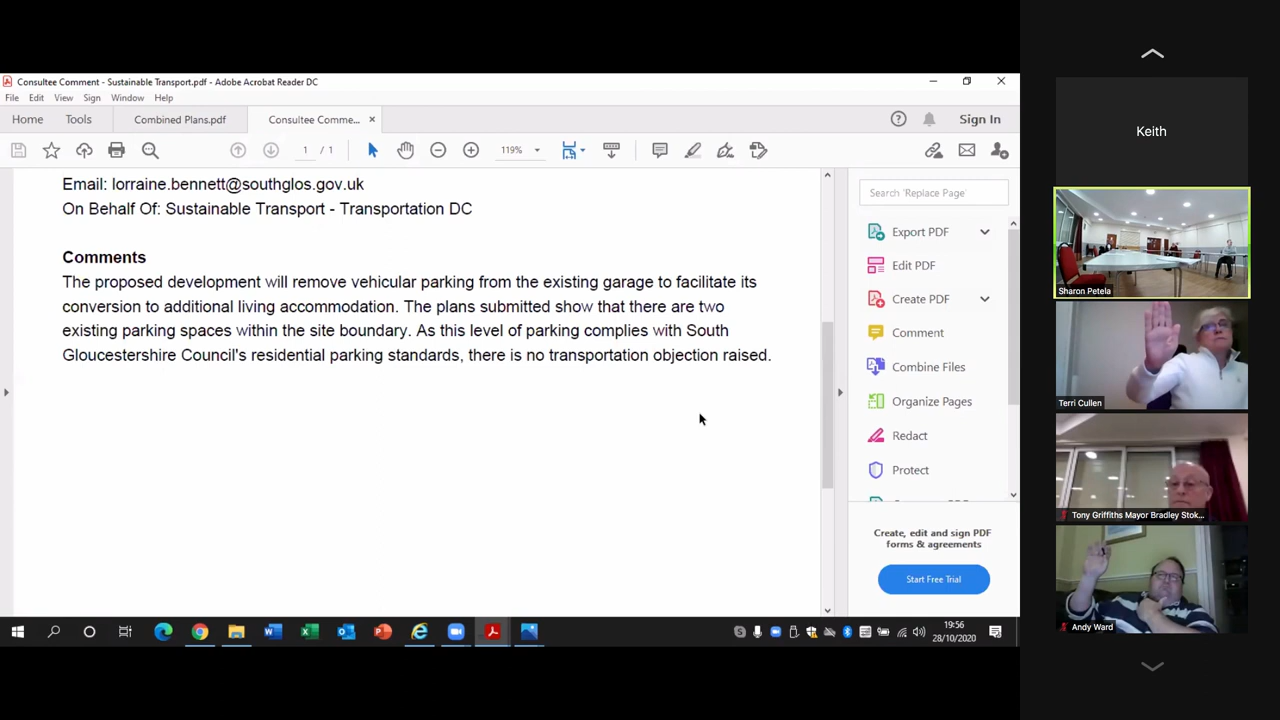 Consultee Comment - Sustainable Transport.pdf - Adobe Acrobat Reader DC
File Edit View Sign Window Help
Home Tools Combined Plans.pdf Consultee Comme... Sign In
1 / 1 119%
Email: lorraine.bennett@southglos.gov.uk
On Behalf Of: Sustainable Transport - Transportation DC
Comments
The proposed development will remove vehicular parking from the existing garage to facilitate its
conversion to additional living accommodation. The plans submitted show that there are two
existing parking spaces within the site boundary. As this level of parking complies with South
Gloucestershire Council's residential parking standards, there is no transportation objection raised.
Search 'Replace Page'
Export PDF
Edit PDF
Create PDF
Comment
Combine Files
Organize Pages
Redact
Protect
Create, edit and sign PDF
forms & agreements
Start Free Trial
19:56
28/10/2020
Keith
Sharon Petela
Terri Cullen
Tony Griffiths Mayor Bradley Stok...
Andy Ward